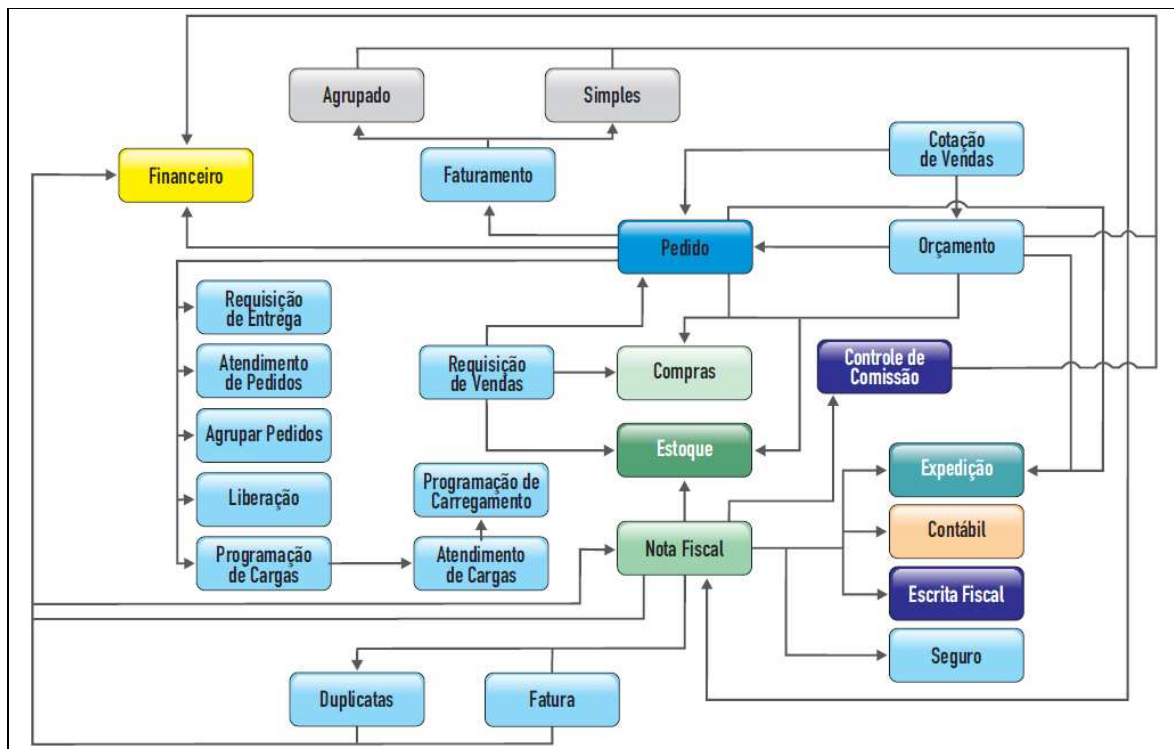 Agrupado
Simples
Cotação
de Vendas
Financeiro
Faturamento
Pedido
Orçamento
Requisição
de Entrega
Atendimento
de Pedidos
Requisição
de Vendas
Compras
Controle de
Comissão
Agrupar Pedidos
Estoque
Expedição
Programação de
Carregamento
Liberação
Nota Fiscal
Contábil
Programação
de Cargas
Atendimento
de Cargas
Escrita Fiscal
Seguro
Duplicatas
Fatura